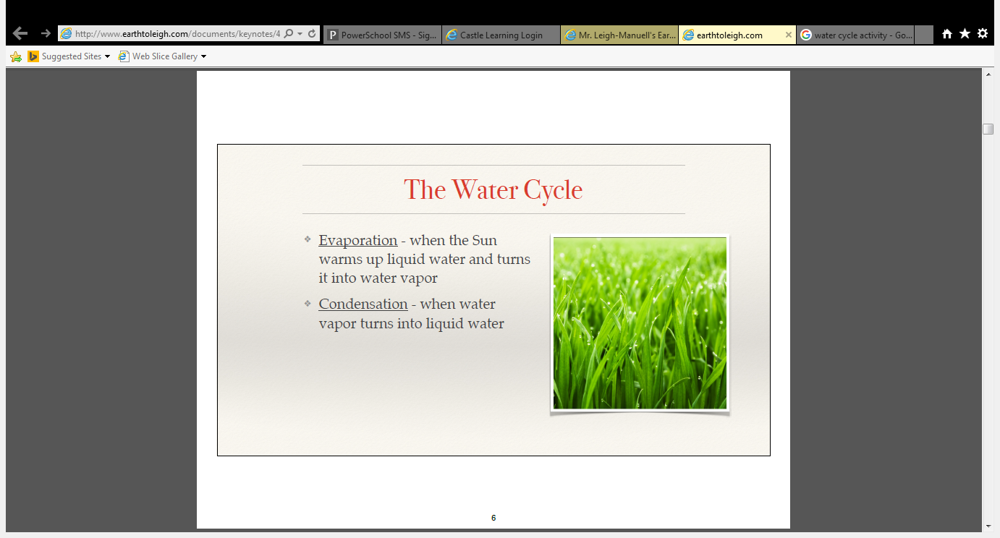 http://www.earthtoleigh.com/documents/keynotes/4
PowerSchool SMS - Sig...
Castle Learning Login
Mr. Leigh-Manuell's Ear...
earthtoleigh.com
water cycle activity - Go...
Suggested Sites
Web Slice Gallery
The Water Cycle
Evaporation - when the Sun
warms up liquid water and turns
it into water vapor
Condensation - when water
vapor turns into liquid water
6